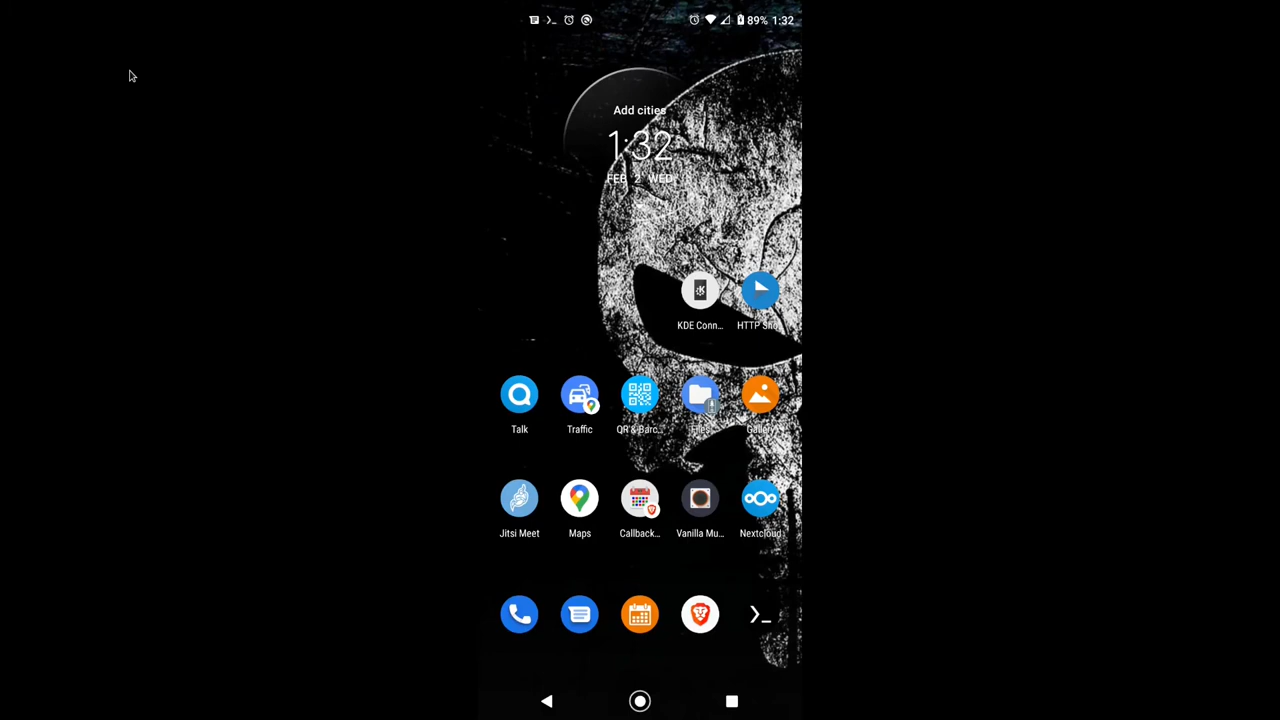 89% 1:32
Add cities
1:32
FEB 2 WED
KDE Conn... HTTP Sho...
Talk Traffic QR & Barc... Files Gallery
Jitsi Meet Maps Callback... Vanilla Mu... Nextcloud